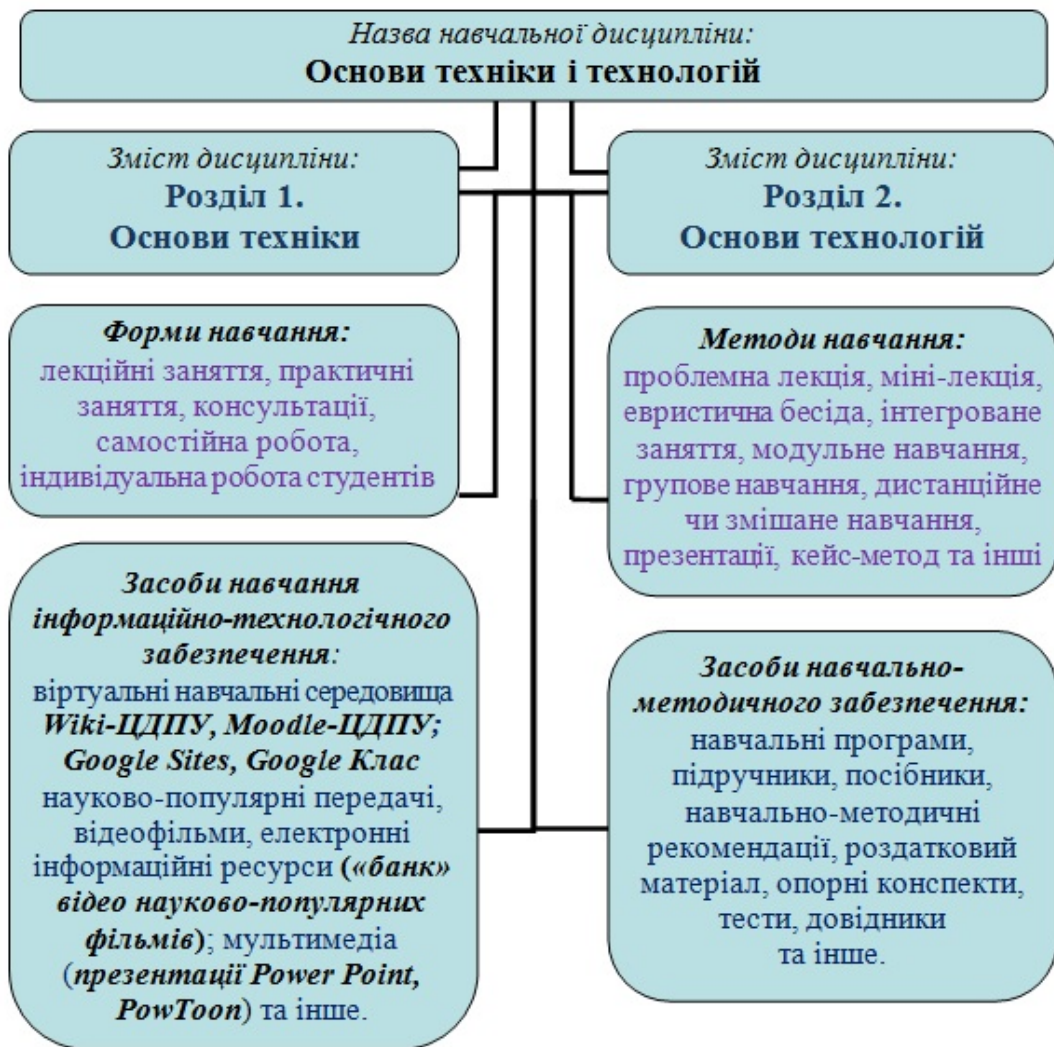 Назва навчальної дисципліни:
Основи техніки і технологій
Зміст дисципліни:
Розділ 1.
Основи техніки
Зміст дисципліни:
Розділ 2.
Основи технологій
Форми навчання:
лекційні заняття, практичні
заняття, консультації,
самостійна робота,
індивідуальна робота студентів
Методи навчання:
проблемна лекція, міні-лекція,
евристична бесіда, інтегроване
заняття, модульне навчання,
групове навчання, дистанційне
чи змішане навчання,
презентації, кейс-метод та інші
Засоби навчання
інформаційно-технологічного
забезпечення:
віртуальні навчальні середовища
Wiki-ЦДПУ, Moodle-ЦДПУ;
Google Sites, Google Клас
науково-популярні передачі,
відеофільми, електронні
інформаційні ресурси («банк»
відео науково-популярних
фільмів); мультимедіа
(презентації Power Point,
PowToon) та інше.
Засоби навчально-
методичного забезпечення:
навчальні програми,
підручники, посібники,
навчально-методичні
рекомендації, роздатковий
матеріал, опорні конспекти,
тести, довідники
та інше.